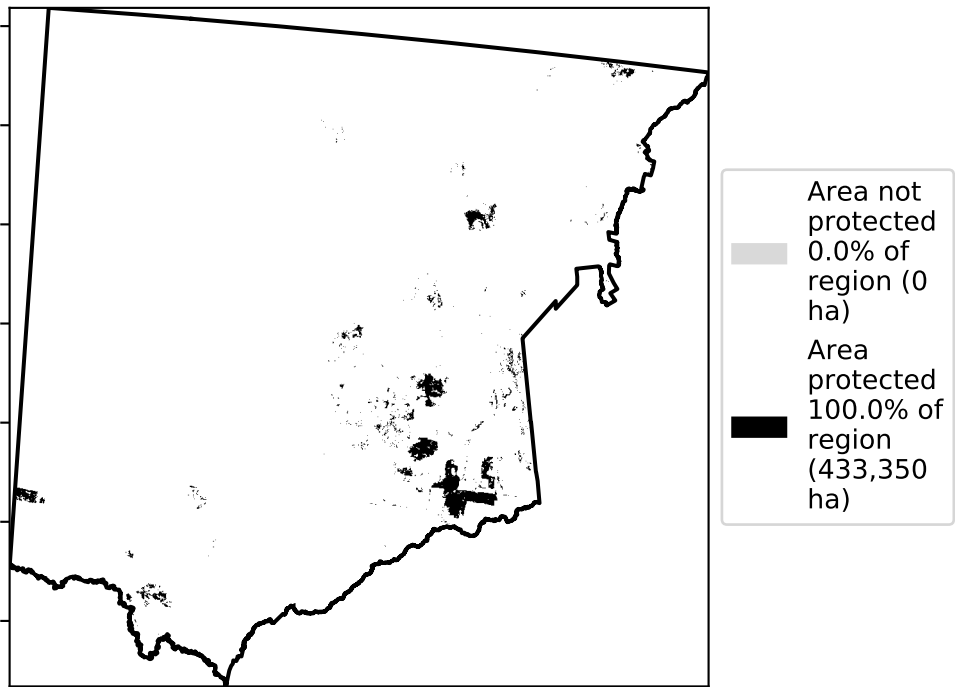 Area not
protected
0.0% of
region (0
ha)
Area
protected
100.0% of
region
(433,350
ha)